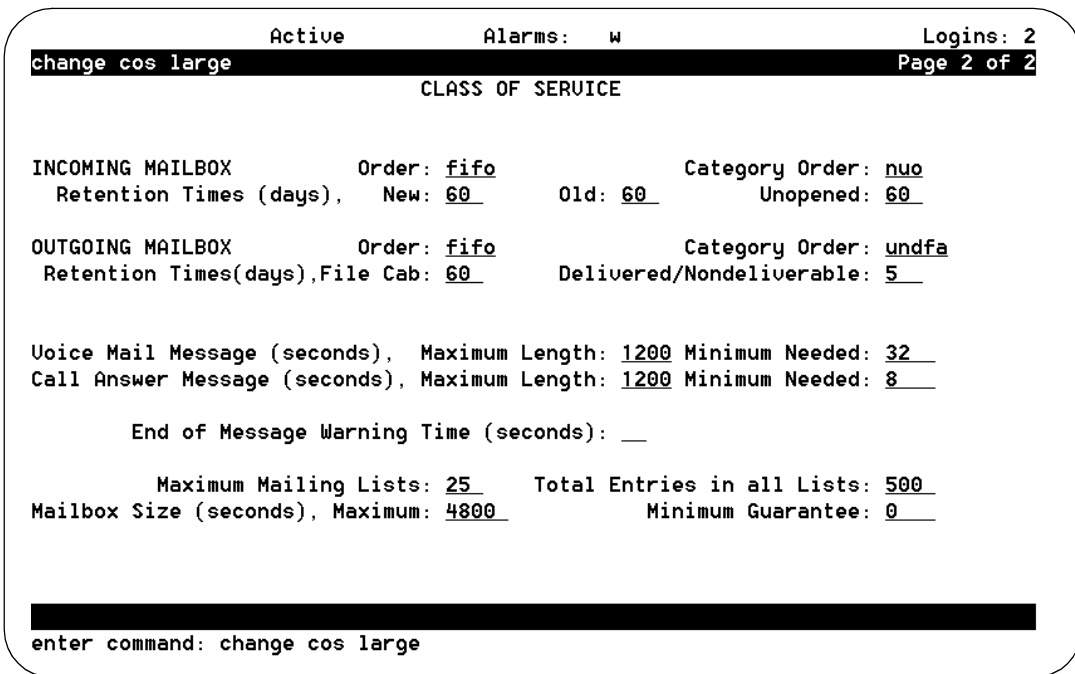 Active Alarms: w Logins: 2
change cos large Page 2 of 2
CLASS OF SERVICE
INCOMING MAILBOX Order: fifo Category Order: nuo
Retention Times (days), New: 60 Old: 60 Unopened: 60
OUTGOING MAILBOX Order: fifo Category Order: undfa
Retention Times(days),File Cab: 60 Delivered/Nondeliverable: 5
Voice Mail Message (seconds), Maximum Length: 1200 Minimum Needed: 32
Call Answer Message (seconds), Maximum Length: 1200 Minimum Needed: 8
End of Message Warning Time (seconds):
Maximum Mailing Lists: 25 Total Entries in all Lists: 500
Mailbox Size (seconds), Maximum: 4800 Minimum Guarantee: 0
enter command: change cos large